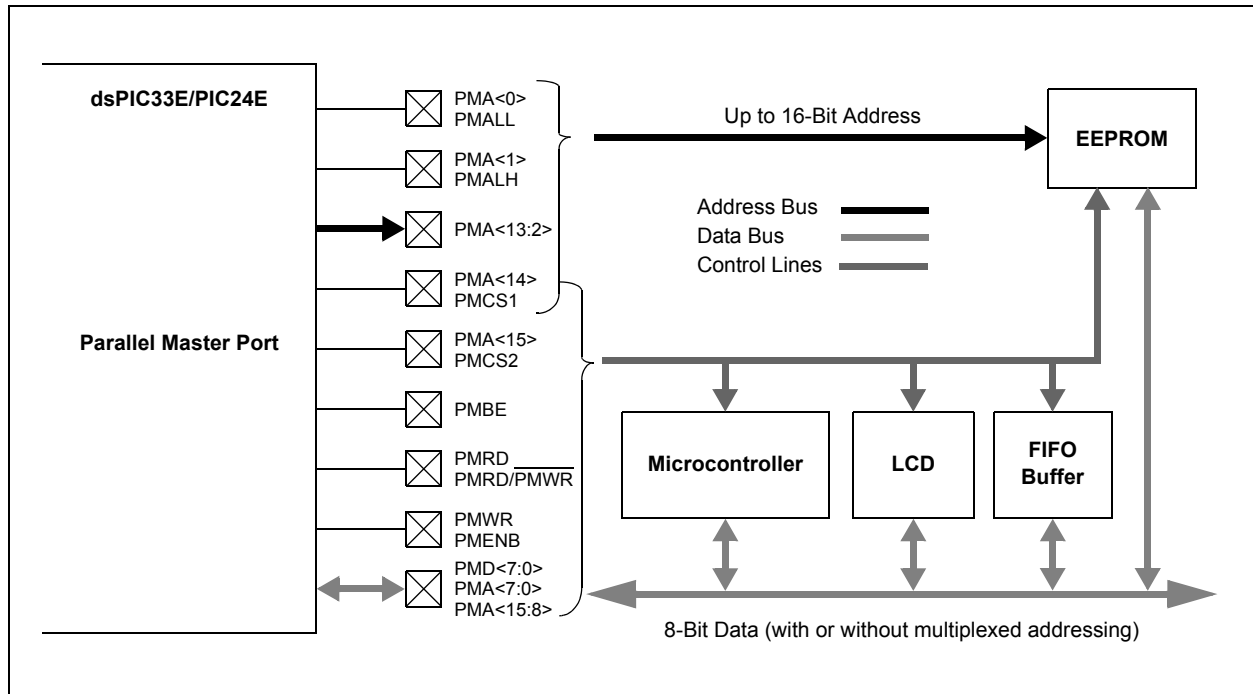 dsPIC33E/PIC24E
Parallel Master Port
PMA<0>
PMALL
PMA<1>
PMALH
PMA<13:2>
PMA<14>
PMCS1
PMA<15>
PMCS2
PMBE
PMRD
PMRD/PMWR
PMWR
PMENB
PMD<7:0>
PMA<7:0>
PMA<15:8>
Up to 16-Bit Address
EEPROM
Address Bus
Data Bus
Control Lines
Microcontroller
LCD
FIFO
Buffer
8-Bit Data (with or without multiplexed addressing)